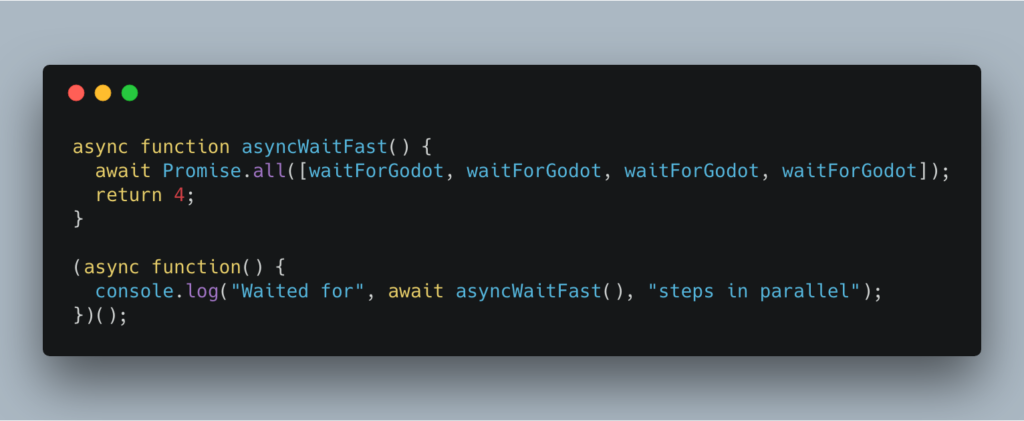 async function asyncWaitFast() {
  await Promise.all([waitForGodot, waitForGodot, waitForGodot, waitForGodot]);
  return 4;
}

(async function() {
  console.log("Waited for", await asyncWaitFast(), "steps in parallel");
})();